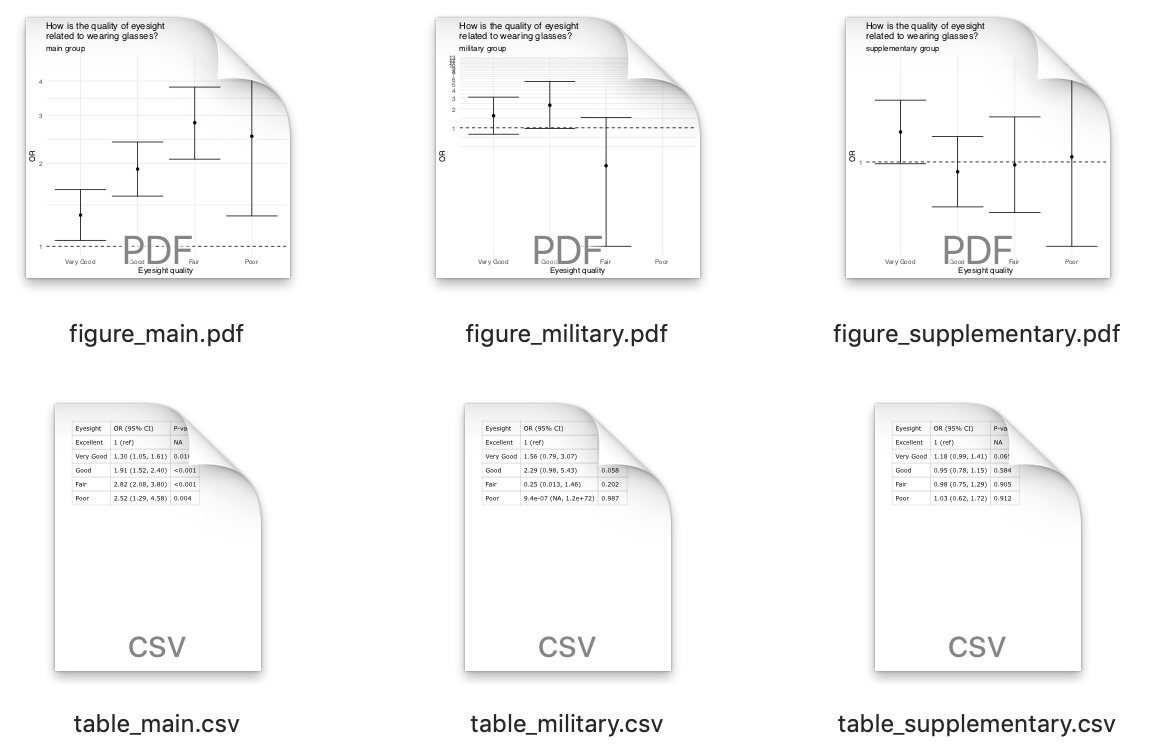 How is the quality of eyesight
related to wearing glasses?
main group
4
3
2
1
OR
Very Good
Good
Fair
Poor
Eyesight quality
PDF
figure_main.pdf
How is the quality of eyesight
related to wearing glasses?
military group
4
3
2
1
OR
Very Good
Good
Fair
Poor
Eyesight quality
PDF
figure_military.pdf
How is the quality of eyesight
related to wearing glasses?
supplementary group
1
OR
Very Good
Good
Fair
Poor
Eyesight quality
PDF
figure_supplementary.pdf
Eyesight OR (95% CI)
Excellent 1 (ref) NA
Very Good 1.30 (1.05, 1.61)
Good 1.91 (1.52, 2.40) <0.001
Fair 2.82 (2.08, 3.80) <0.001
Poor 2.52 (1.29, 4.58) 0.004
CSV
table_main.csv
Eyesight OR (95% CI)
Excellent 1 (ref)
Very Good 1.56 (0.79, 3.07)
Good 2.29 (0.98, 5.43) 0.058
Fair 0.25 (0.013, 1.46) 0.202
Poor 9.4e-07 (NA, 1.2e+72) 0.987
CSV
table_military.csv
Eyesight OR (95% CI)
Excellent 1 (ref) NA
Very Good 1.18 (0.99, 1.41)
Good 0.95 (0.78, 1.15) 0.584
Fair 0.98 (0.75, 1.29) 0.905
Poor 1.03 (0.62, 1.72) 0.912
CSV
table_supplementary.csv